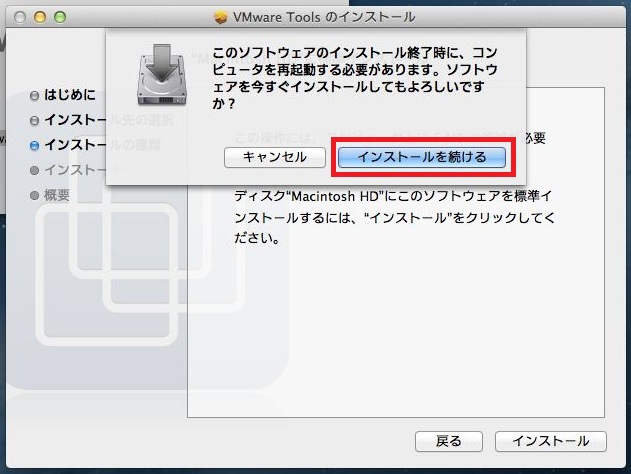 VMware Tools のインストール
このソフトウェアのインストール終了時に、コン
ピュータを再起動する必要があります。ソフトウ
ェアを今すぐインストールしてもよろしいです
か？
キャンセル
インストールを続ける
はじめに
インストール先の選択
インストールの種類
インストール
概要
この操作には、
必要
ディスク“Macintosh HD”にこのソフトウェアを標準イ
ンストールするには、“インストール”をクリックしてく
ださい。
戻る
インストール